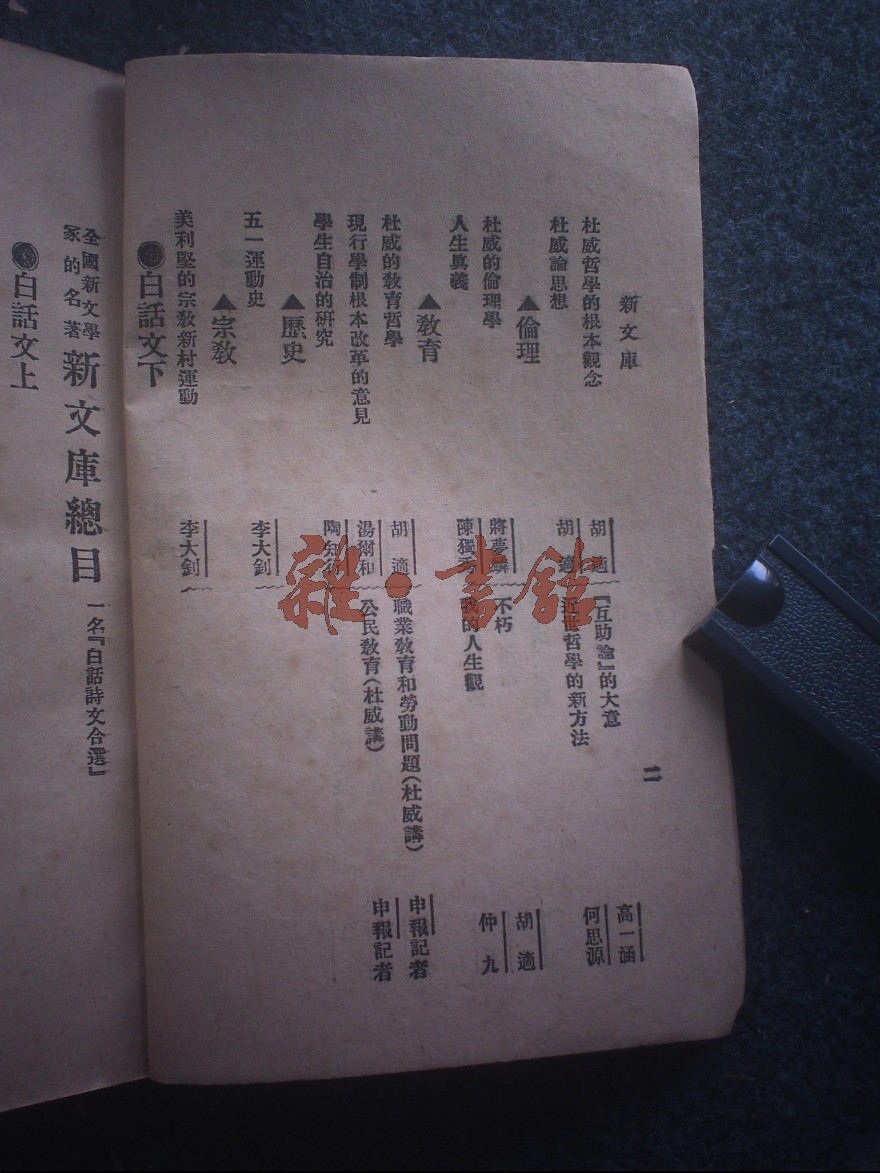 新文庫
杜威哲學的根本觀念 胡適 『互助論』的大意 高一涵
杜威論思想 胡適 近世哲學的新方法 何思源
▲倫理
杜威的倫理學 蔣夢麟 不朽 胡適
人生真義 陳獨秀 我的人生觀 仲九
▲敎育
杜威的敎育哲學 胡適 職業敎育和勞動問題(杜威講) 申報記者
現行學制根本改革的意見 湯爾和 公民敎育(杜威講) 申報記者
學生自治的硏究 陶知行
▲歷史
五一運動史 李大釗
▲宗敎
美利堅的宗敎新村運動 李大釗
白話文下
二
全國新文學家的名著 新文庫總目 一名『白話詩文合選』
白話文上
雜·書館